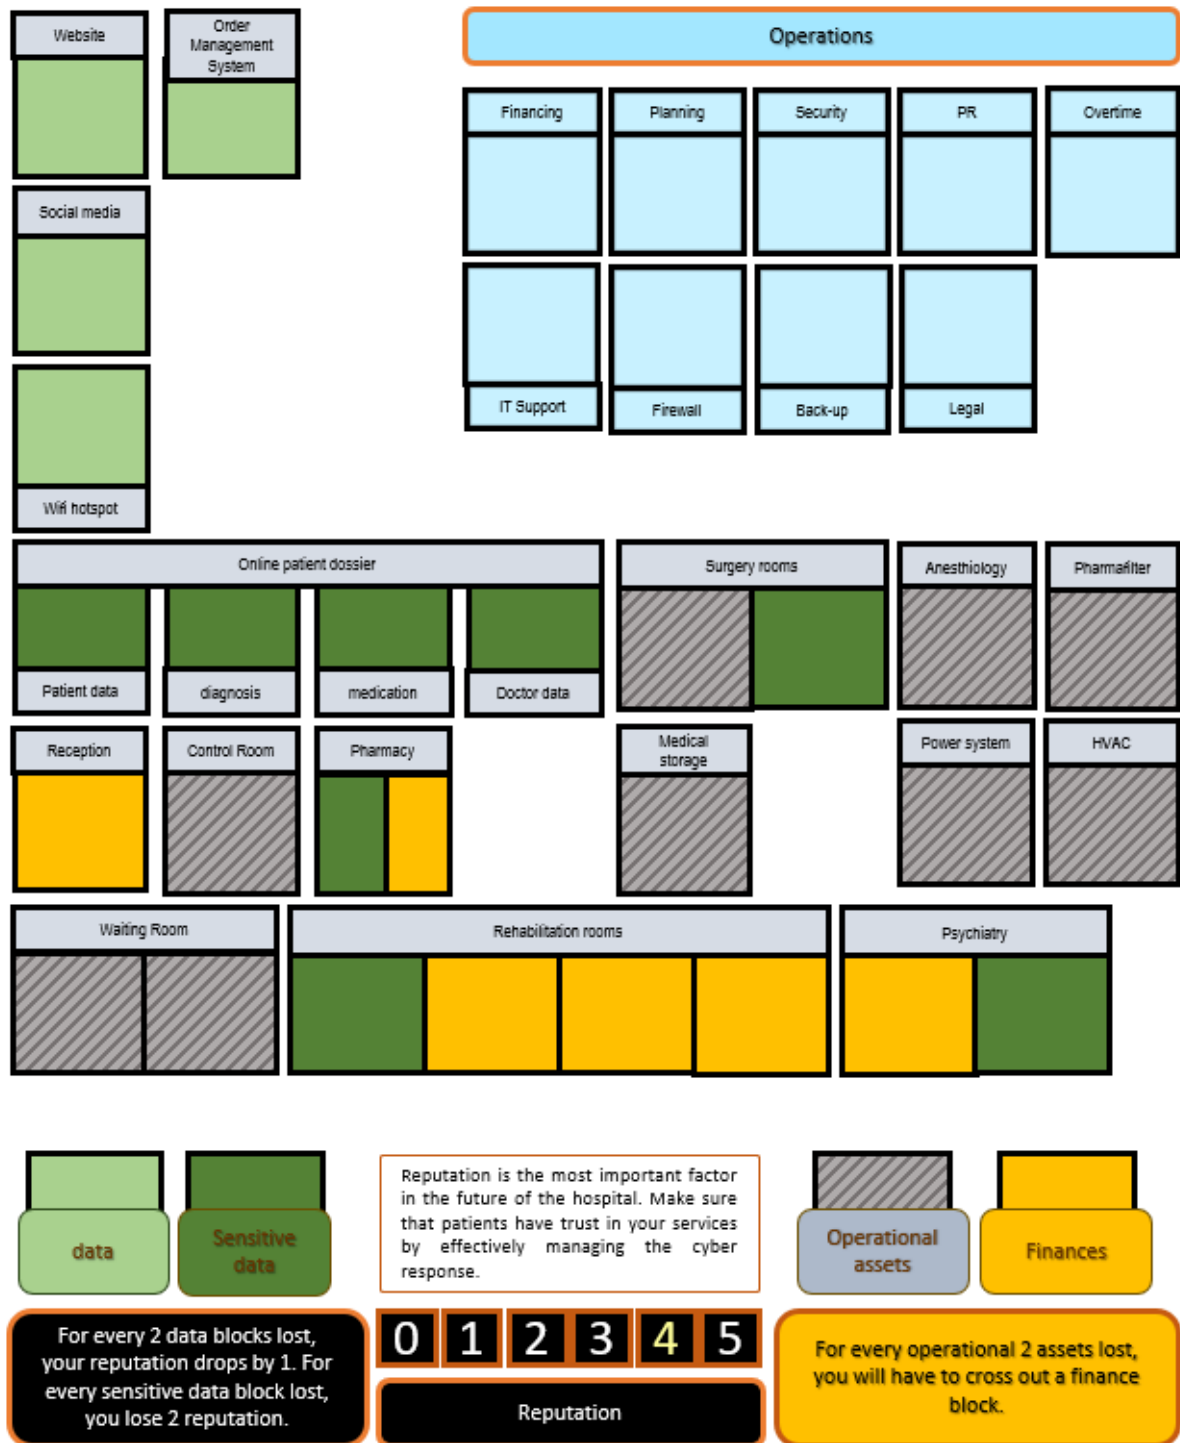 Website
Order
Management
System
Operations
Financing
Planning
Security
PR
Overtime
Social media
IT Support
Firewall
Back-up
Legal
Wifi hotspot
Online patient dossier
Surgery rooms
Anesthiology
Pharmafilter
Patient data
diagnosis
medication
Doctor data
Reception
Control Room
Pharmacy
Medical
storage
Power system
HVAC
Waiting Room
Rehabilitation rooms
Psychiatry
data
Sensitive
data
Reputation is the most important factor
in the future of the hospital. Make sure
that patients have trust in your services
by effectively managing the cyber
response.
Operational
assets
Finances
For every 2 data blocks lost,
your reputation drops by 1. For
every sensitive data block lost,
you lose 2 reputation.
0 1 2 3 4 5
Reputation
For every operational 2 assets lost,
you will have to cross out a finance
block.